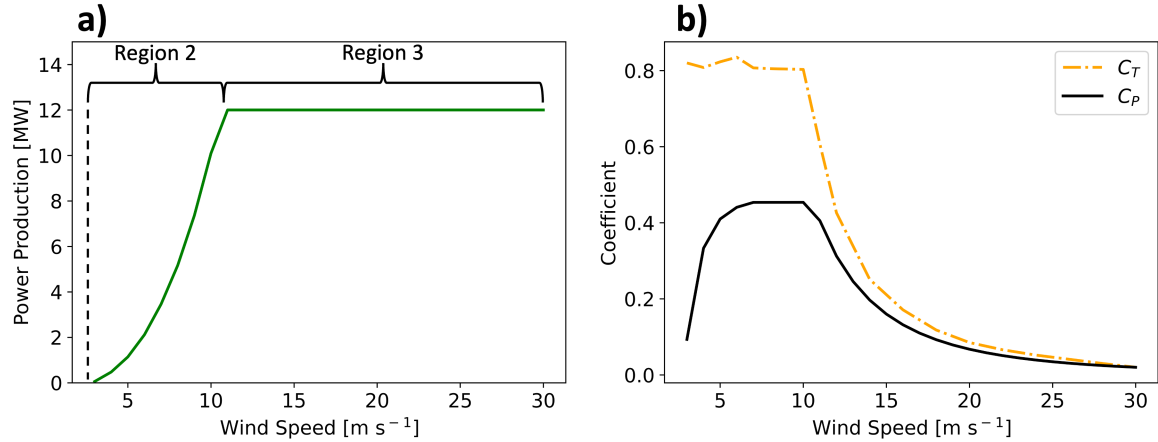 a)
Region 2
Region 3
14
12
10
8
6
4
2
0
5
10
15
20
25
30
Power Production [MW]
Wind Speed [m s⁻¹]
b)
0.8
0.6
0.4
0.2
0.0
5
10
15
20
25
30
Coefficient
Wind Speed [m s⁻¹]
C_T
C_P